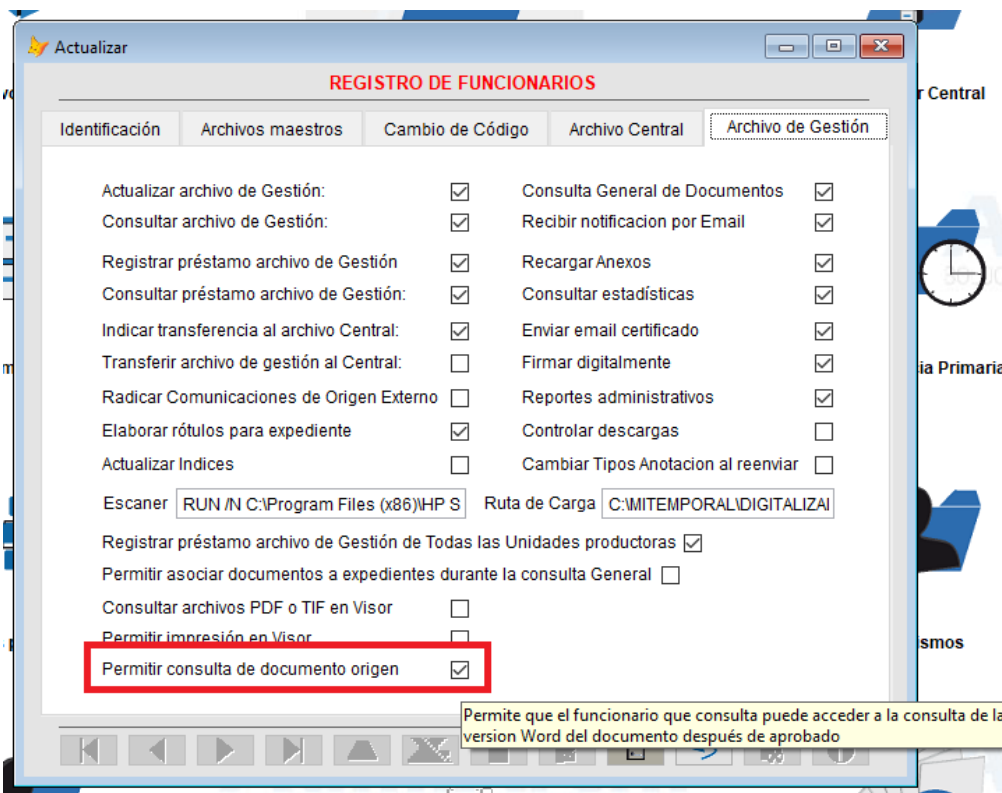 Actualizar
REGISTRO DE FUNCIONARIOS
r Central
Identificación Archivos maestros Cambio de Código Archivo Central Archivo de Gestión
Actualizar archivo de Gestión: Consulta General de Documentos
Consultar archivo de Gestión: Recibir notificacion por Email
Registrar préstamo archivo de Gestión Recargar Anexos
Consultar préstamo archivo de Gestión: Consultar estadísticas
Indicar transferencia al archivo Central: Enviar email certificado
Transferir archivo de gestión al Central: Firmar digitalmente
ia Primaria
Radicar Comunicaciones de Origen Externo Reportes administrativos
Elaborar rótulos para expediente Controlar descargas
Actualizar Indices Cambiar Tipos Anotacion al reenviar
Escaner RUN /N C:\Program Files (x86)\HP S Ruta de Carga C:\MITEMPORAL\DIGITALIZAI
Registrar préstamo archivo de Gestión de Todas las Unidades productoras
Permitir asociar documentos a expedientes durante la consulta General
Consultar archivos PDF o TIF en Visor
Permitir impresión en Visor
ismos
Permitir consulta de documento origen
Permite que el funcionario que consulta puede acceder a la consulta de la
version Word del documento después de aprobado